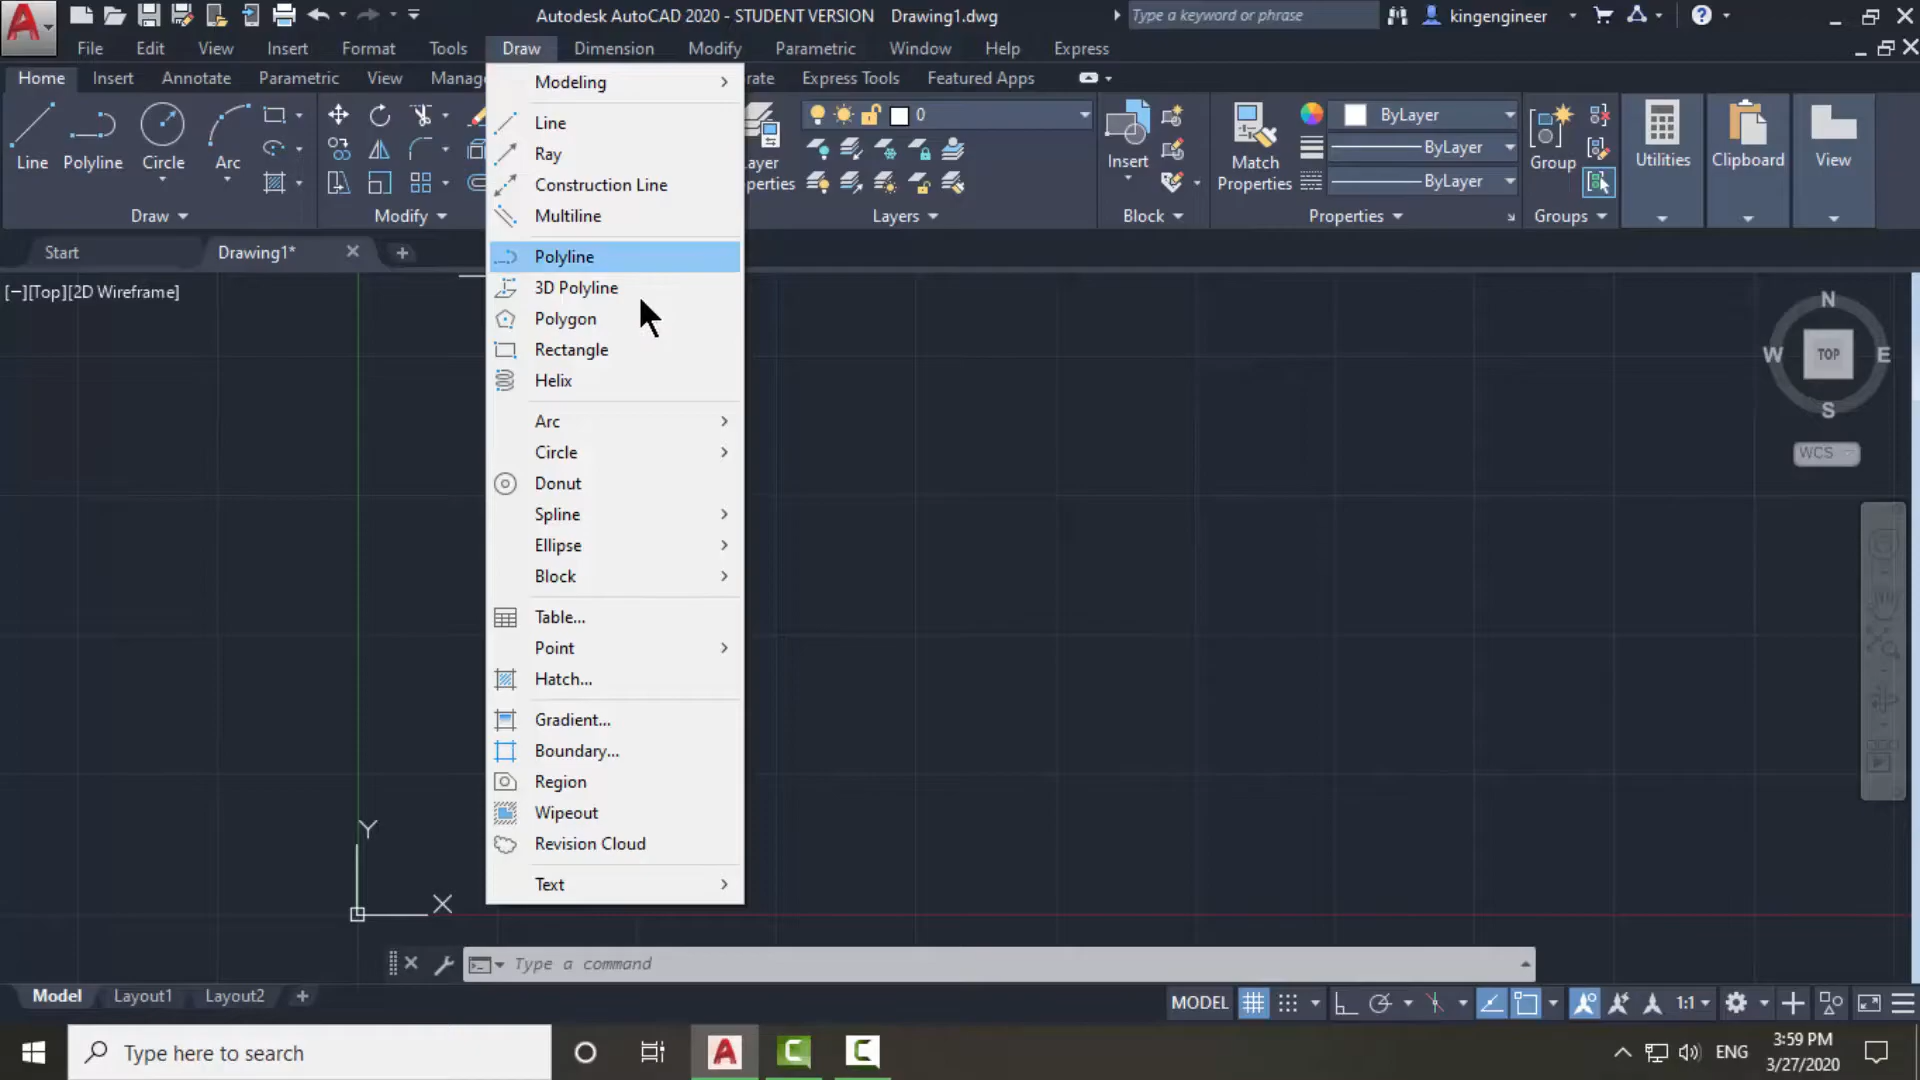 Autodesk AutoCAD 2020 - STUDENT VERSION Drawing1.dwg
Type a keyword or phrase
kingengineer
File Edit View Insert Format Tools Draw Dimension Modify Parametric Window Help Express
Home Insert Annotate Parametric View Manag rate Express Tools Featured Apps
Line Polyline Circle Arc
Draw
Modify
ayer
perties
0
Layers
Insert
Block
Match
Properties
ByLayer
ByLayer
ByLayer
Properties
Group
Groups
Utilities
Clipboard
View
Start
Drawing1*
[−][Top][2D Wireframe]
Modeling
Line
Ray
Construction Line
Multiline
Polyline
3D Polyline
Polygon
Rectangle
Helix
Arc
Circle
Donut
Spline
Ellipse
Block
Table...
Point
Hatch...
Gradient...
Boundary...
Region
Wipeout
Revision Cloud
Text
N
W TOP E
S
WCS
Y
X
Type a command
Model Layout1 Layout2
MODEL
1:1
Type here to search
ENG
3:59 PM
3/27/2020